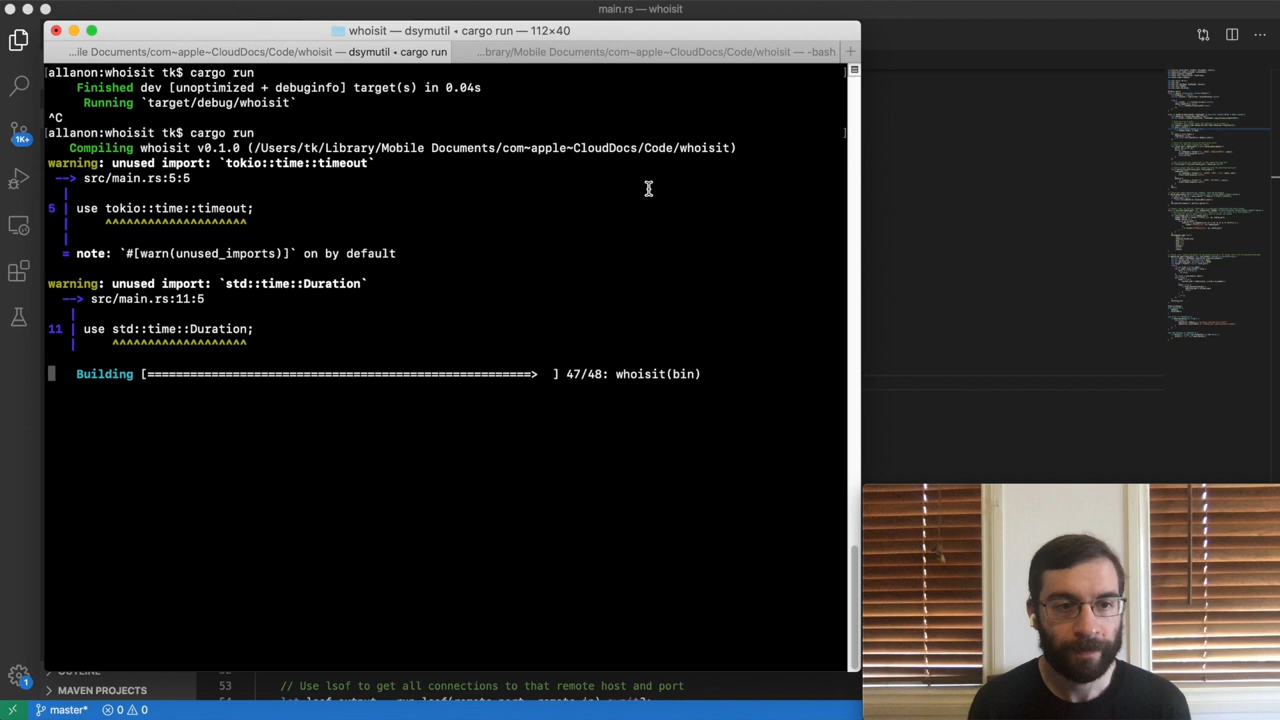 main.rs — whoisit
whoisit — dsymutil ◂ cargo run — 112×40
...ile Documents/com~apple~CloudDocs/Code/whoisit — dsymutil ◂ cargo run
...brary/Mobile Documents/com~apple~CloudDocs/Code/whoisit — -bash
[allanon:whoisit tk$ cargo run ]
Finished dev [unoptimized + debuginfo] target(s) in 0.04s
Running `target/debug/whoisit`
^C
[allanon:whoisit tk$ cargo run ]
Compiling whoisit v0.1.0 (/Users/tk/Library/Mobile Documents/com~apple~CloudDocs/Code/whoisit)
warning: unused import: `tokio::time::timeout`
--> src/main.rs:5:5
|
5 | use tokio::time::timeout;
| ^^^^^^^^^^^^^^^^^^^^
|
= note: `#[warn(unused_imports)]` on by default
warning: unused import: `std::time::Duration`
--> src/main.rs:11:5
|
11 | use std::time::Duration;
| ^^^^^^^^^^^^^^^^^^^
Building [======================================================> ] 47/48: whoisit(bin)
1K+
1
OUTLINE
MAVEN PROJECTS
53 // Use lsof to get all connections to that remote host and port
master* 0 0